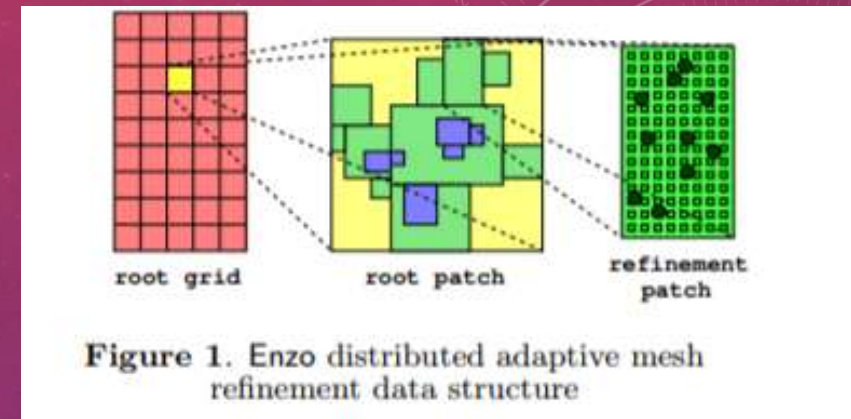 root grid
root patch
refinement
patch
Figure 1. Enzo distributed adaptive mesh
refinement data structure